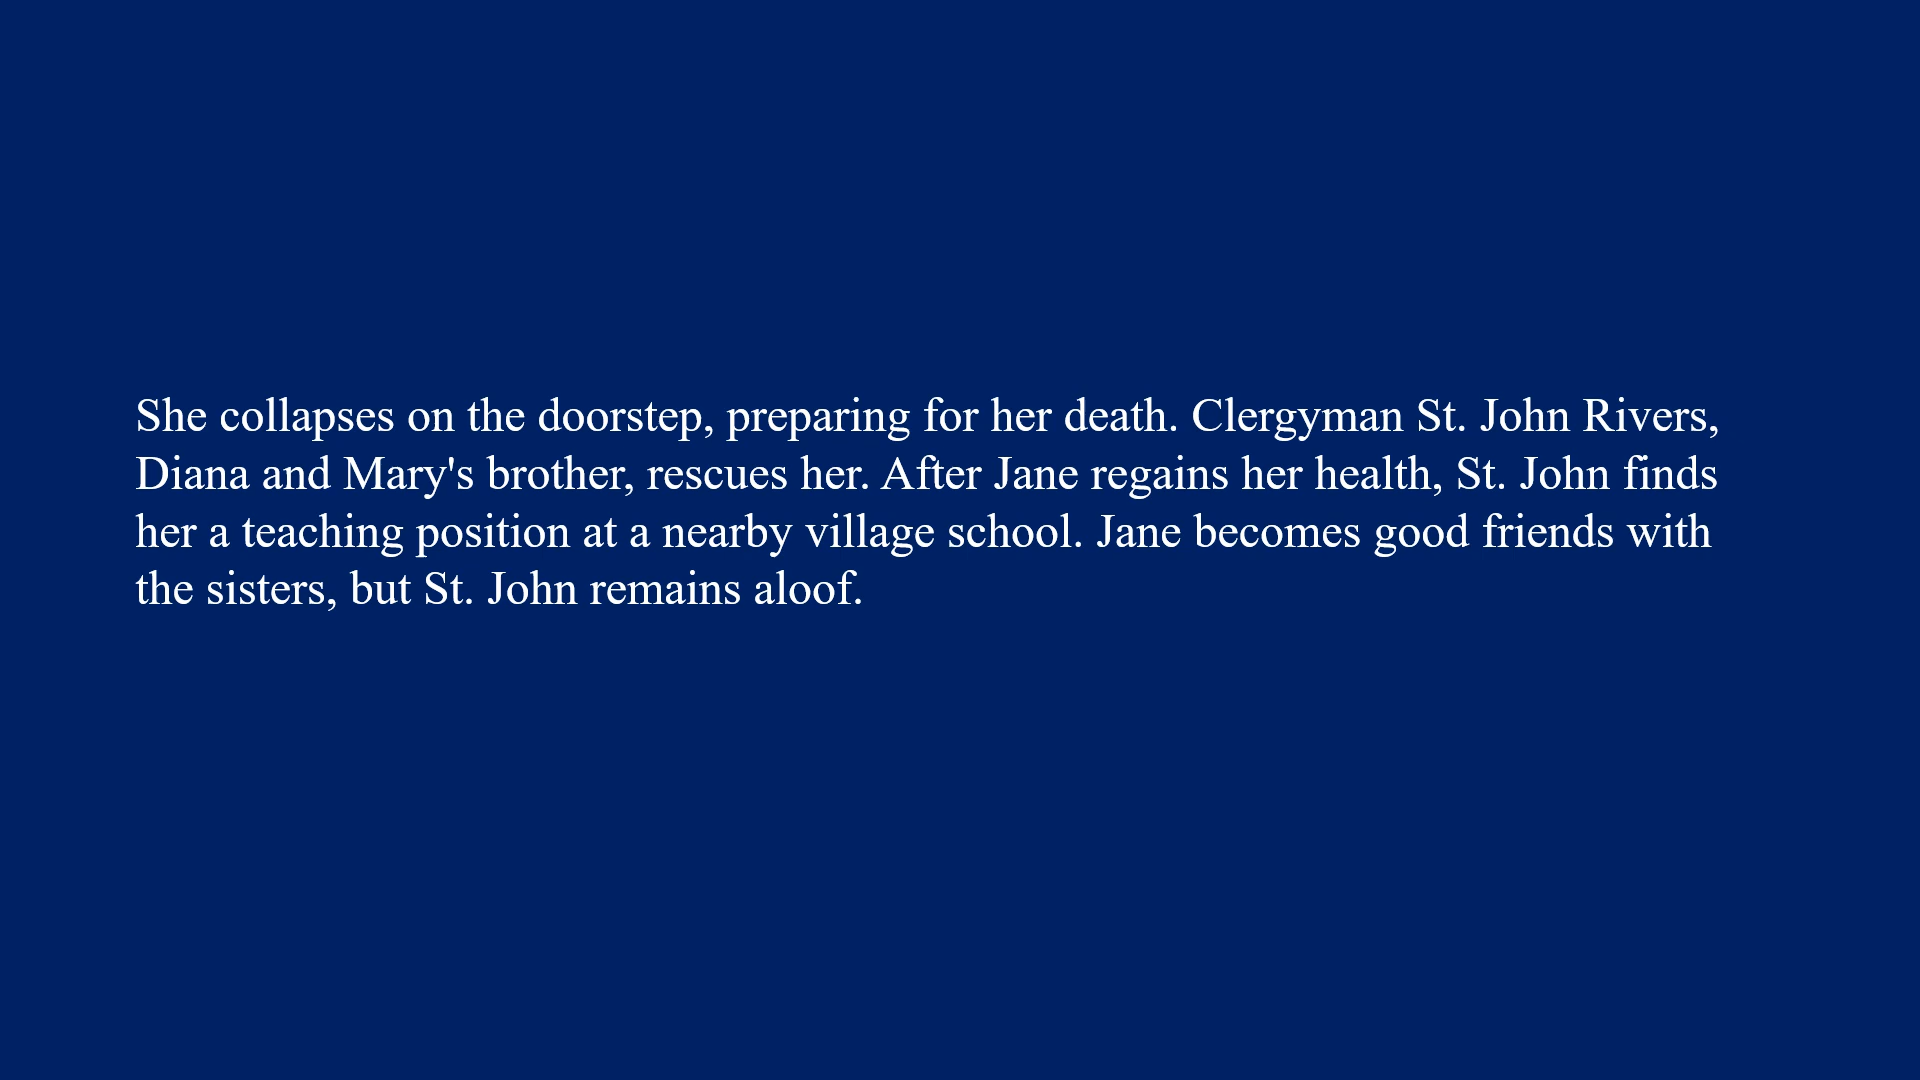 She collapses on the doorstep, preparing for her death. Clergyman St. John Rivers,
Diana and Mary's brother, rescues her. After Jane regains her health, St. John finds
her a teaching position at a nearby village school. Jane becomes good friends with
the sisters, but St. John remains aloof.